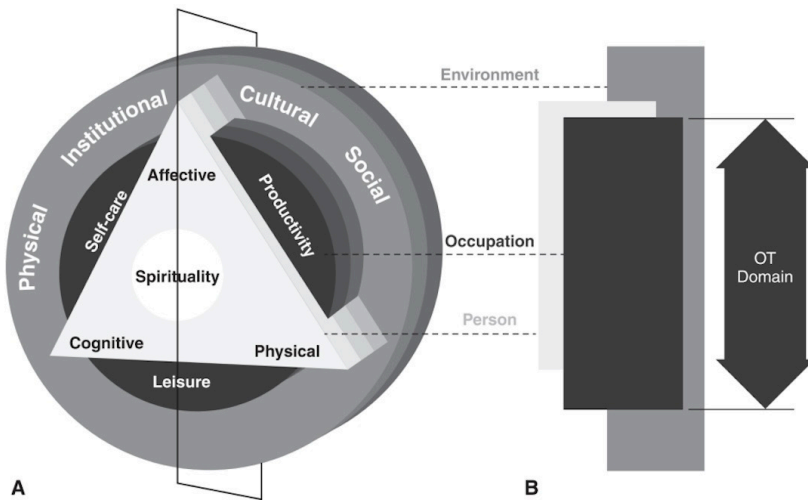 Environment
Institutional
Cultural
Social
Physical
Affective
Self-care
Productivity
Occupation
OT
Domain
Spirituality
Person
Cognitive
Physical
Leisure
A
B